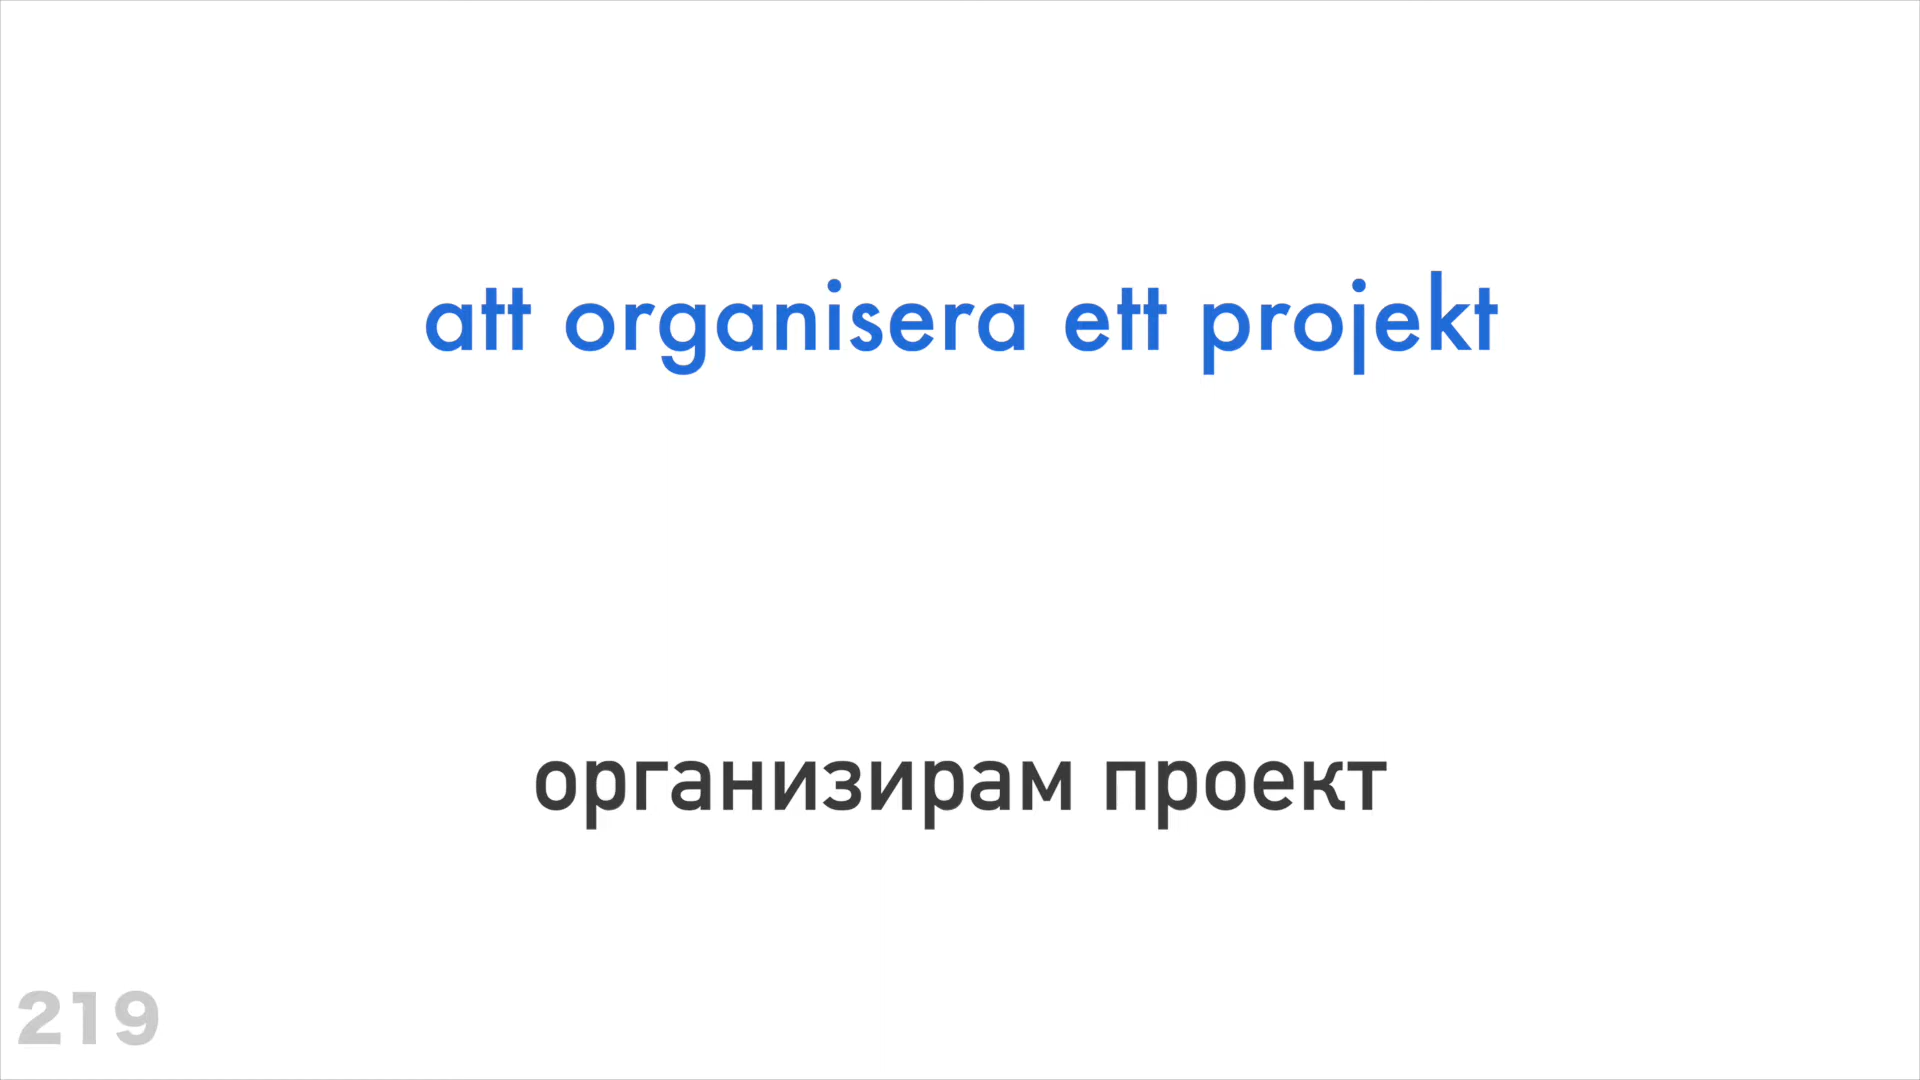 att organisera ett projekt
организирам проект
219